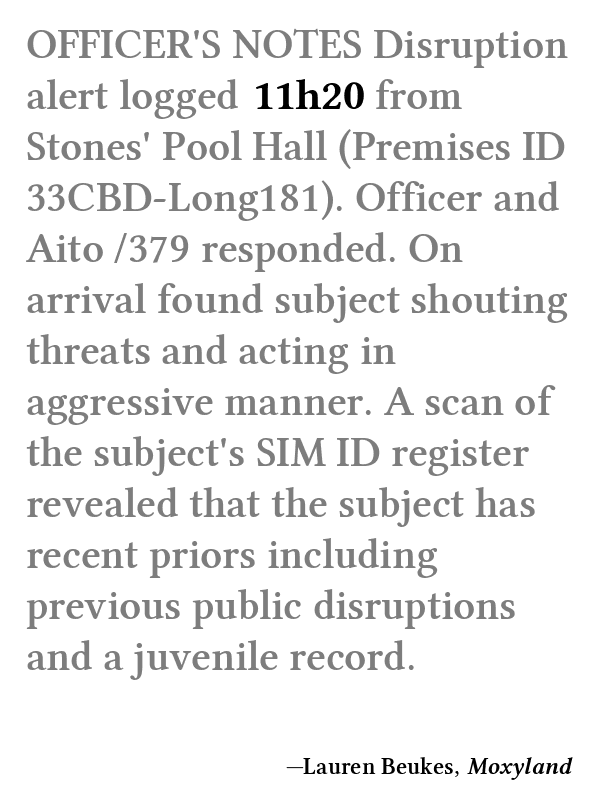 OFFICER'S NOTES Disruption
alert logged 11h20 from
Stones' Pool Hall (Premises ID
33CBD-Long181). Officer and
Aito /379 responded. On
arrival found subject shouting
threats and acting in
aggressive manner. A scan of
the subject's SIM ID register
revealed that the subject has
recent priors including
previous public disruptions
and a juvenile record.
—Lauren Beukes, Moxyland